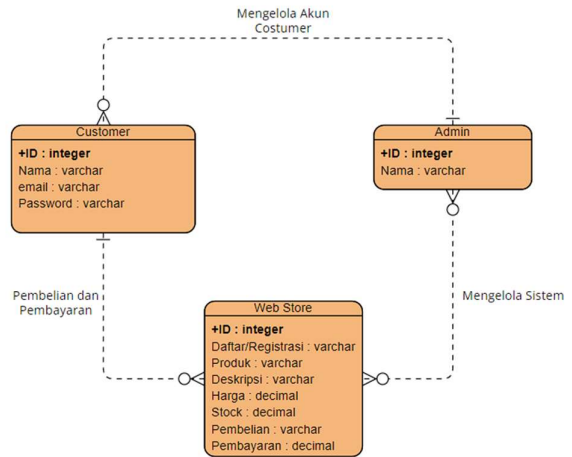 Mengelola Akun
Costumer
Customer
+ID : integer
Nama : varchar
email : varchar
Password : varchar
Admin
+ID : integer
Nama : varchar
Pembelian dan
Pembayaran
Mengelola Sistem
Web Store
+ID : integer
Daftar/Registrasi : varchar
Produk : varchar
Deskripsi : varchar
Harga : decimal
Stock : decimal
Pembelian : varchar
Pembayaran : decimal